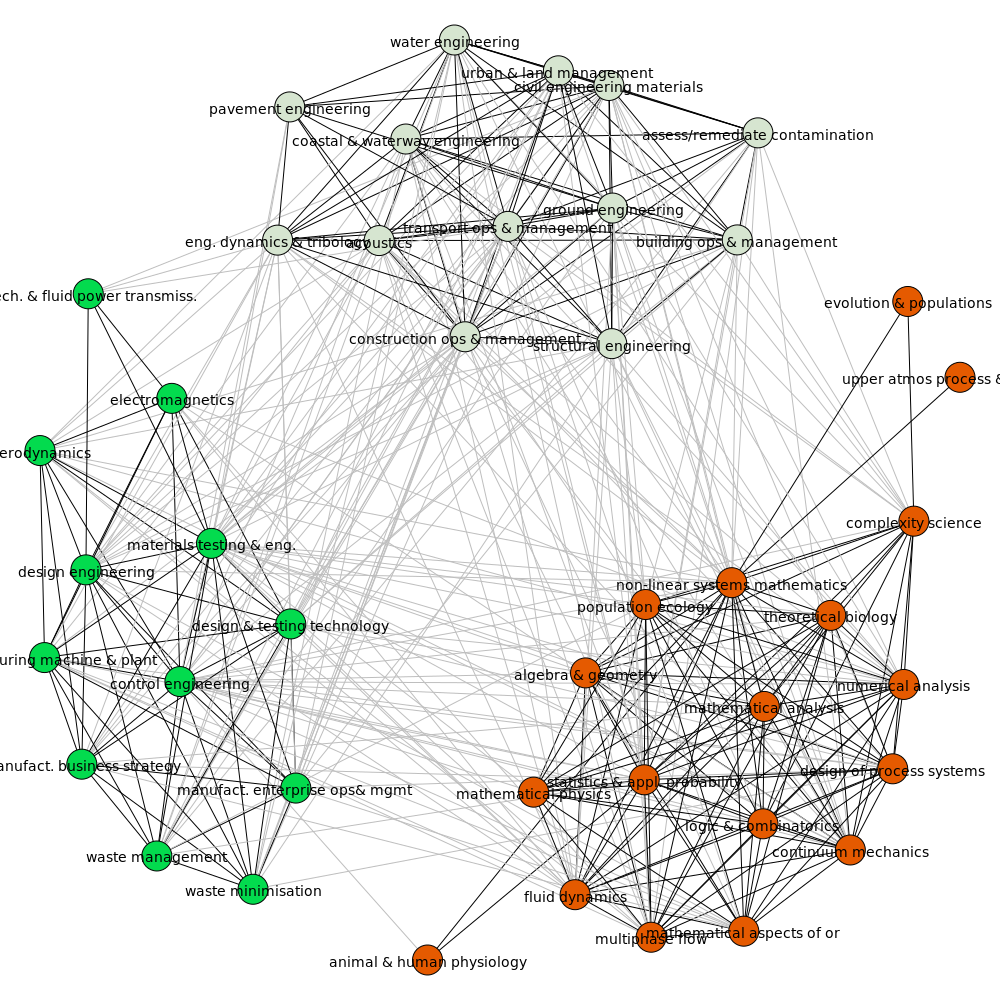 water engineering
urban & land management
civil engineering materials
pavement engineering
assess/remediate contamination
coastal & waterway engineering
ground engineering
transport ops & management
eng. dynamics & tribology
acoustics
building ops & management
ech. & fluid power transmiss.
evolution & populations
construction ops & management
structural engineering
upper atmos process &
electromagnetics
erodynamics
complexity science
materials testing & eng.
design engineering
non-linear systems mathematics
population ecology
theoretical biology
design & testing technology
uring machine & plant
algebra & geometry
control engineering
numerical analysis
mathematical analysis
anufact. business strategy
design of process systems
statistics & appl. probability
manufact. enterprise ops& mgmt
mathematical physics
logic & combinatorics
continuum mechanics
waste management
waste minimisation
fluid dynamics
mathematical aspects of or
multiphase flow
animal & human physiology